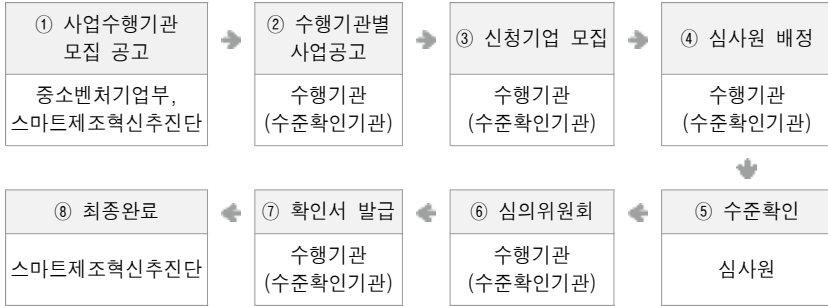 ① 사업수행기관
모집 공고
중소벤처기업부,
스마트제조혁신추진단
② 수행기관별
사업공고
수행기관
(수준확인기관)
③ 신청기업 모집
수행기관
(수준확인기관)
④ 심사원 배정
수행기관
(수준확인기관)
⑤ 수준확인
심사원
⑥ 심의위원회
수행기관
(수준확인기관)
⑦ 확인서 발급
수행기관
(수준확인기관)
⑧ 최종완료
스마트제조혁신추진단